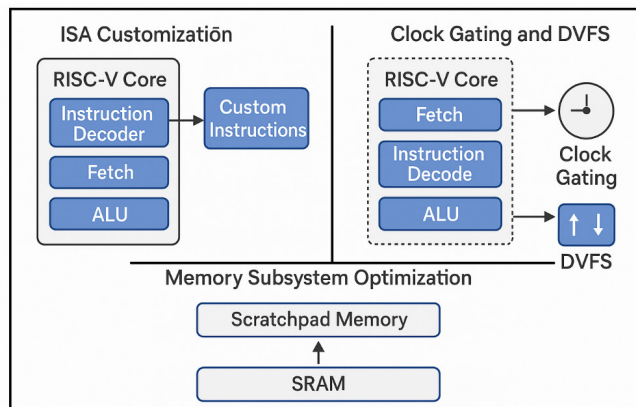 ISA Customization
RISC-V Core
Instruction
Decoder
Custom
Instructions
Fetch
ALU
Clock Gating and DVFS
RISC-V Core
Fetch
Instruction
Decode
ALU
Clock
Gating
DVFS
Memory Subsystem Optimization
Scratchpad Memory
SRAM